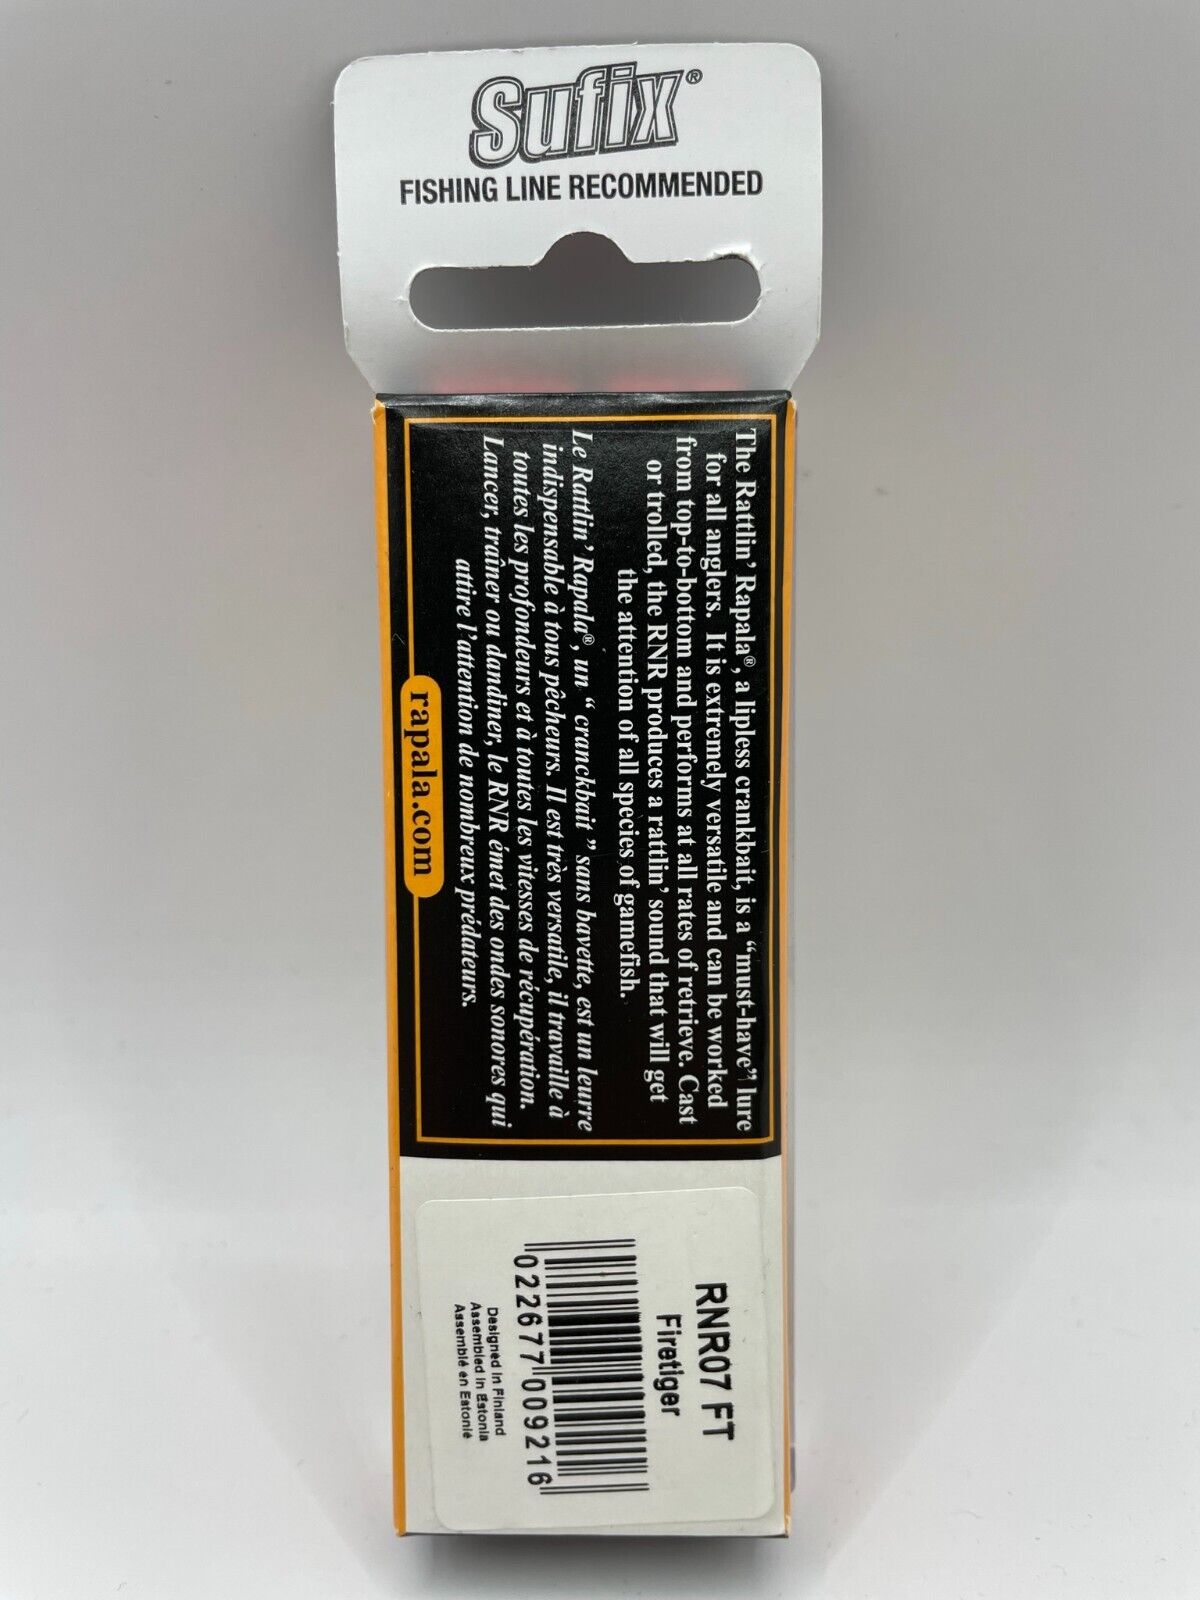 Sufix®
FISHING LINE RECOMMENDED
The Rattlin' Rapala®, a lipless crankbait, is a “must-have” lure
for all anglers. It is extremely versatile and can be worked
from top-to-bottom and performs at all rates of retrieve. Cast
or trolled, the RNR produces a rattlin' sound that will get
the attention of all species of gamefish.
Le Rattlin' Rapala®, un “ cranckbait ” sans bavette, est un leurre
indispensable à tous pêcheurs. Il est très versatile, il travaille à
toutes les profondeurs et à toutes les vitesses de récupération.
Lancer, traîner ou dandiner, le RNR émet des ondes sonores qui
attire l'attention de nombreux prédateurs.
rapala.com
RNR07 FT
Firetiger
022677009216
Designed in Finland
Assembled in Estonia
Assemblé en Estonie